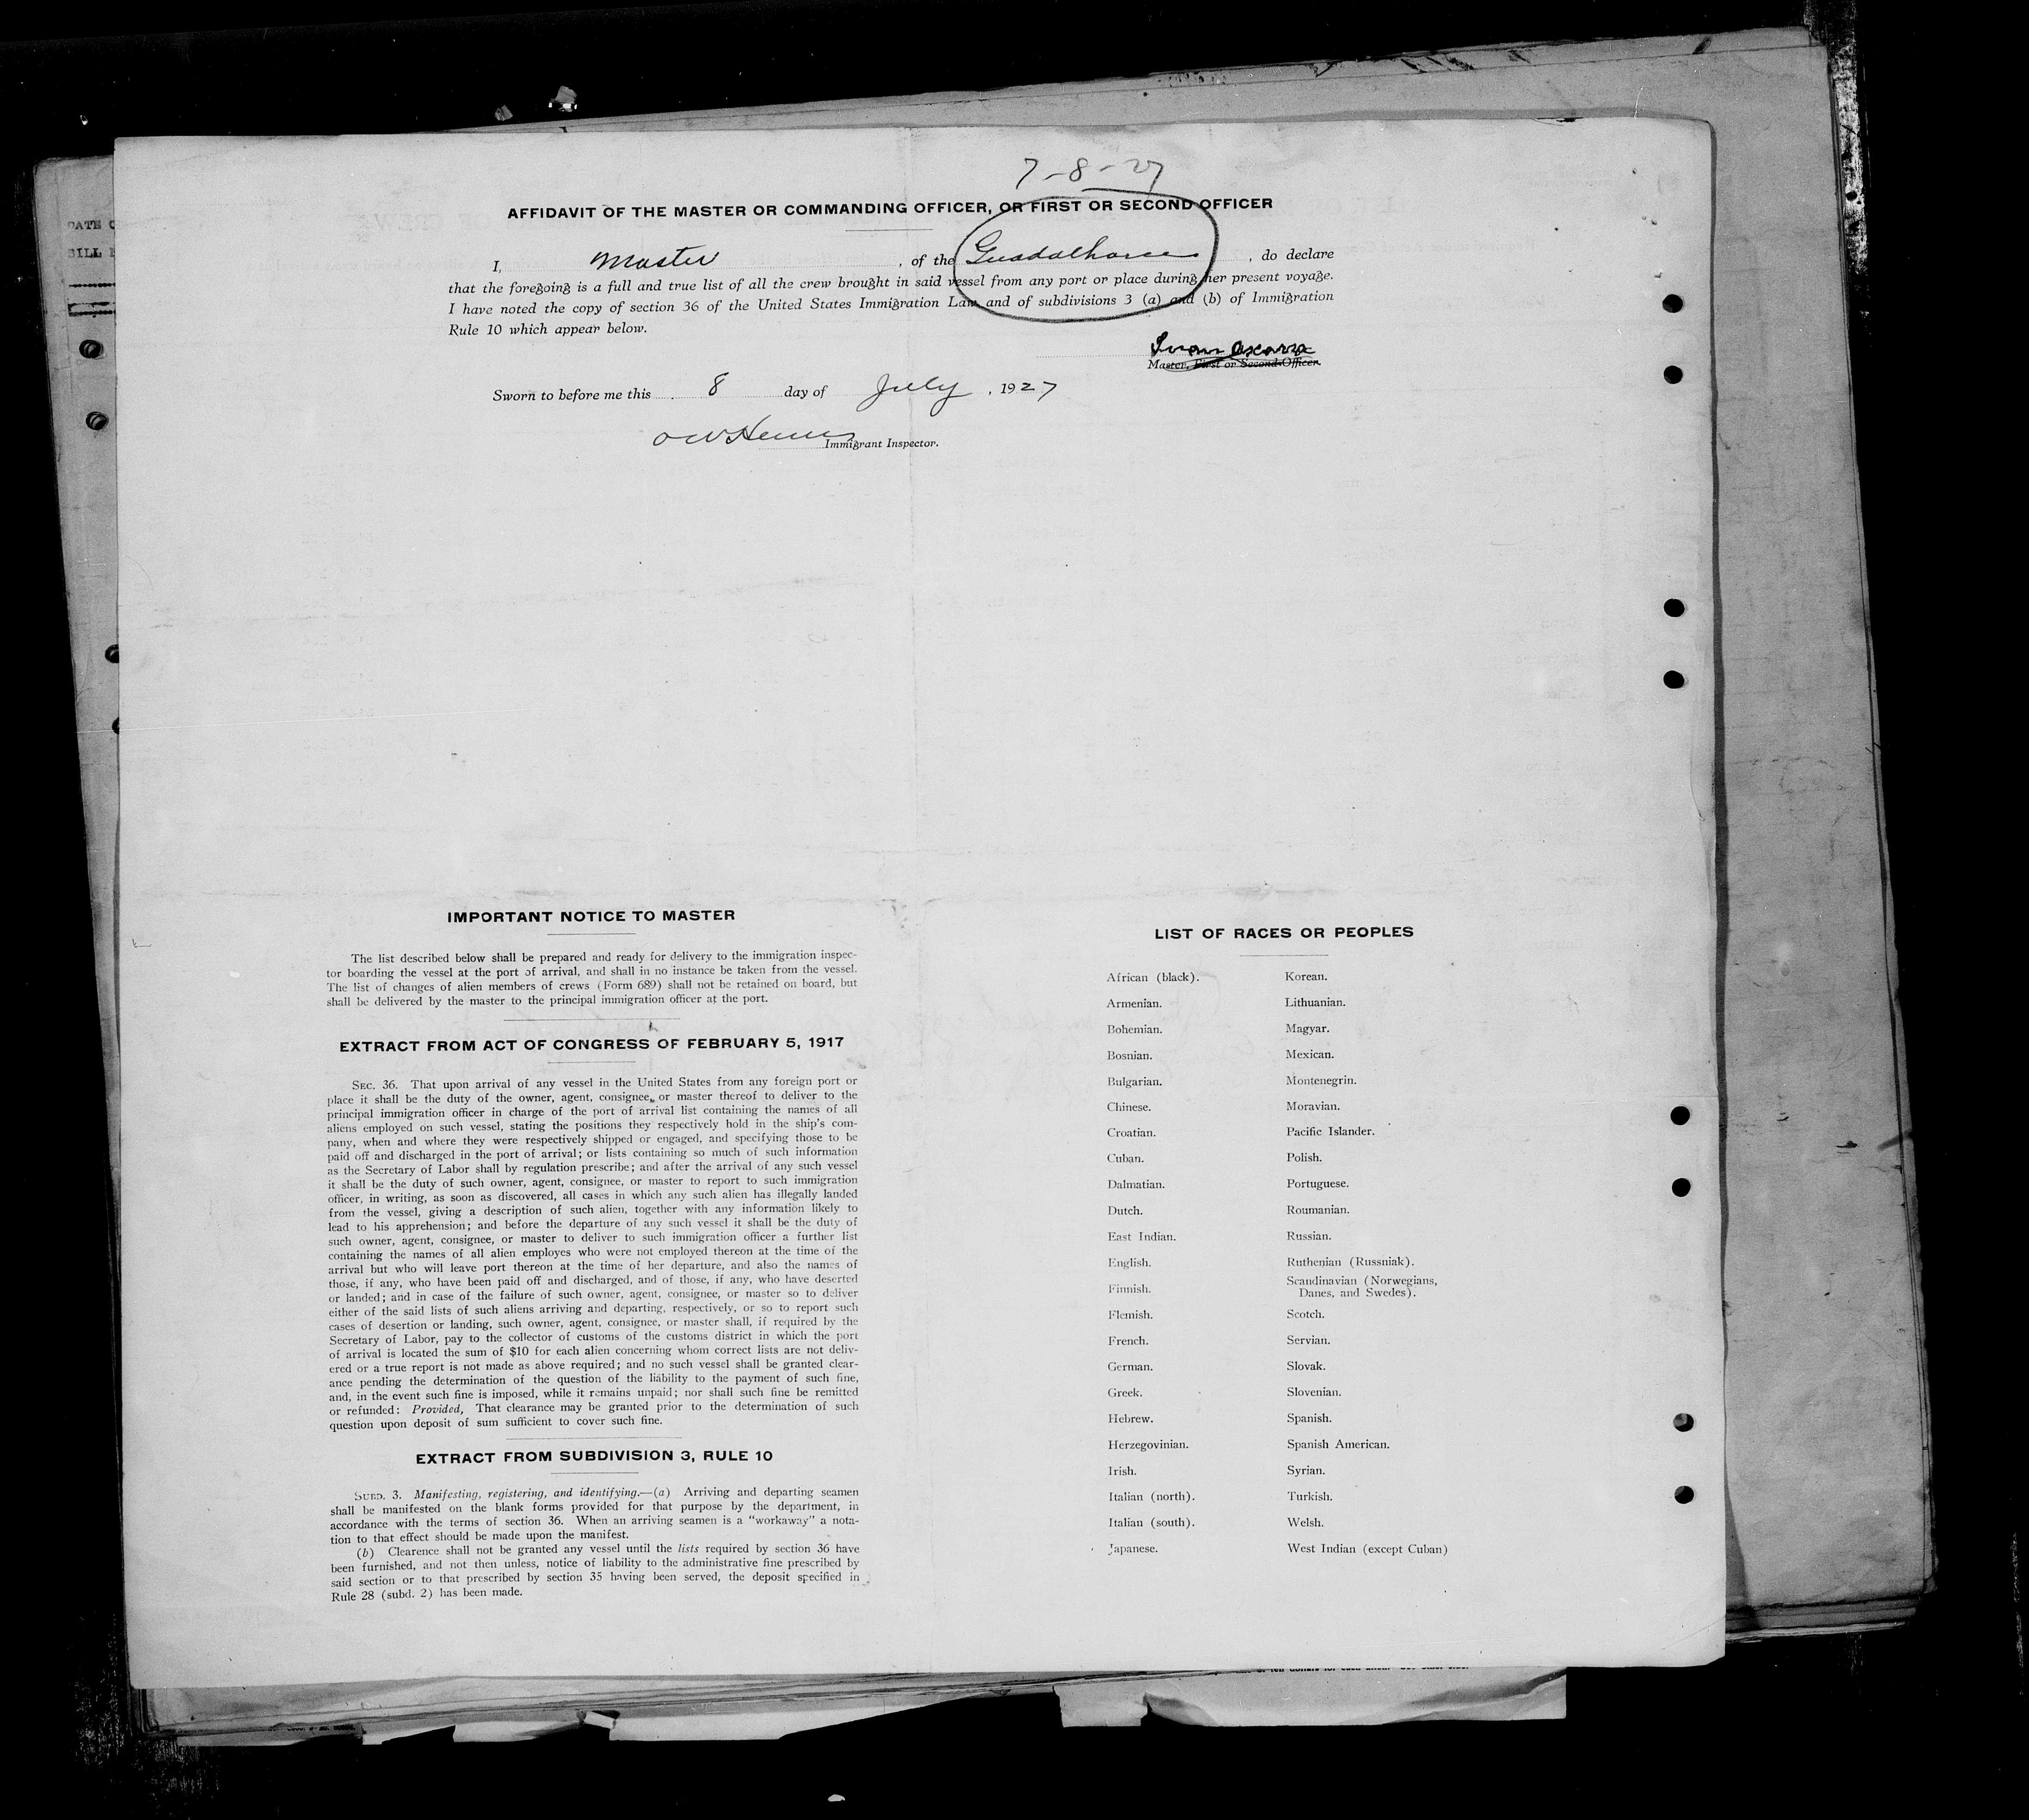 7-8-27
AFFIDAVIT OF THE MASTER OR COMMANDING OFFICER, OR FIRST OR SECOND OFFICER
I, Master, of the Guadalhorce, do declare
that the foregoing is a full and true list of all the crew brought in said vessel from any port or place during her present voyage.
I have noted the copy of section 36 of the United States Immigration Law and of subdivisions 3 (a) and (b) of Immigration
Rule 10 which appear below.
Master, First or Second Officer.
Sworn to before me this 8 day of July, 1927
Immigrant Inspector.
DATE
BILL
IMPORTANT NOTICE TO MASTER
The list described below shall be prepared and ready for delivery to the immigration inspec-
tor boarding the vessel at the port of arrival, and shall in no instance be taken from the vessel.
The list of changes of alien members of crews (Form 689) shall not be retained on board, but
shall be delivered by the master to the principal immigration officer at the port.
EXTRACT FROM ACT OF CONGRESS OF FEBRUARY 5, 1917
SEC. 36. That upon arrival of any vessel in the United States from any foreign port or
place it shall be the duty of the owner, agent, consignee, or master thereof to deliver to the
principal immigration officer in charge of the port of arrival list containing the names of all
aliens employed on such vessel, stating the positions they respectively hold in the ship's com-
pany, when and where they were respectively shipped or engaged, and specifying those to be
paid off and discharged in the port of arrival; or lists containing so much of such information
as the Secretary of Labor shall by regulation prescribe; and after the arrival of any such vessel
it shall be the duty of such owner, agent, consignee, or master to report to such immigration
officer, in writing, as soon as discovered, all cases in which any such alien has illegally landed
from the vessel, giving a description of such alien, together with any information likely to
lead to his apprehension; and before the departure of any such vessel it shall be the duty of
such owner, agent, consignee, or master to deliver to such immigration officer a further list
containing the names of all alien employes who were not employed thereon at the time of the
arrival but who will leave port thereon at the time of her departure, and also the names of
those, if any, who have been paid off and discharged, and of those, if any, who have deserted
or landed; and in case of the failure of such owner, agent, consignee, or master so to deliver
either of the said lists of such aliens arriving and departing, respectively, or so to report such
cases of desertion or landing, such owner, agent, consignee, or master shall, if required by the
Secretary of Labor, pay to the collector of customs of the customs district in which the port
of arrival is located the sum of $10 for each alien concerning whom correct lists are not deliv-
ered or a true report is not made as above required; and no such vessel shall be granted clear-
ance pending the determination of the question of the liability to the payment of such fine,
and, in the event such fine is imposed, while it remains unpaid; nor shall such fine be remitted
or refunded: Provided, That clearance may be granted prior to the determination of such
question upon deposit of sum sufficient to cover such fine.
EXTRACT FROM SUBDIVISION 3, RULE 10
SUBD. 3. Manifesting, registering, and identifying.—(a) Arriving and departing seamen
shall be manifested on the blank forms provided for that purpose by the department, in
accordance with the terms of section 36. When an arriving seamen is a "workaway" a nota-
tion to that effect should be made upon the manifest.
(b) Clearence shall not be granted any vessel until the lists required by section 36 have
been furnished, and not then unless, notice of liability to the administrative fine prescribed by
said section or to that prescribed by section 35 having been served, the deposit specified in
Rule 28 (subd. 2) has been made.
LIST OF RACES OR PEOPLES
African (black).
Armenian.
Bohemian.
Bosnian.
Bulgarian.
Chinese.
Croatian.
Cuban.
Dalmatian.
Dutch.
East Indian.
English.
Finnish.
Flemish.
French.
German.
Greek.
Hebrew.
Herzegovinian.
Irish.
Italian (north).
Italian (south).
Japanese.
Korean.
Lithuanian.
Magyar.
Mexican.
Montenegrin.
Moravian.
Pacific Islander.
Polish.
Portuguese.
Roumanian.
Russian.
Ruthenian (Russniak).
Scandinavian (Norwegians,
Danes, and Swedes).
Scotch.
Servian.
Slovak.
Slovenian.
Spanish.
Spanish American.
Syrian.
Turkish.
Welsh.
West Indian (except Cuban)